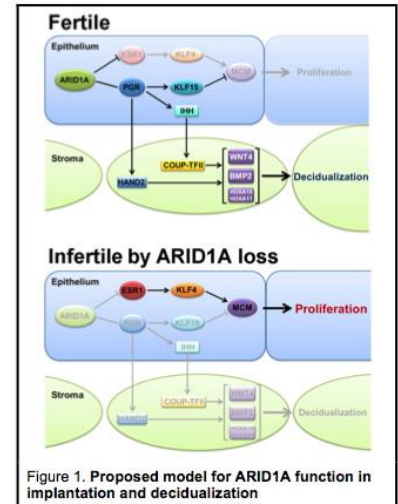 Fertile
Epithelium
ESR1 KLF4
ARID1A MCM Proliferation
PGR KLF15
IHH
Stroma
COUP-TFII WNT4
BMP2 Decidualization
HAND2 HOXA10
HOXA11
Infertile by ARID1A loss
Epithelium
ESR1 KLF4
ARID1A MCM Proliferation
PGR KLF15
IHH
Stroma
COUP-TFII WNT4
BMP2 Decidualization
HAND2
Figure 1. Proposed model for ARID1A function in
implantation and decidualization